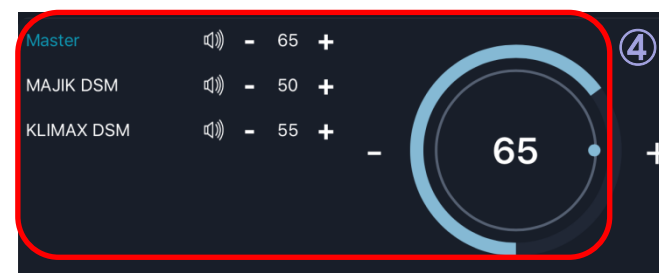 Master - 65 +
④
MAJIK DSM - 50 +
KLIMAX DSM - 55 +
- 65 +